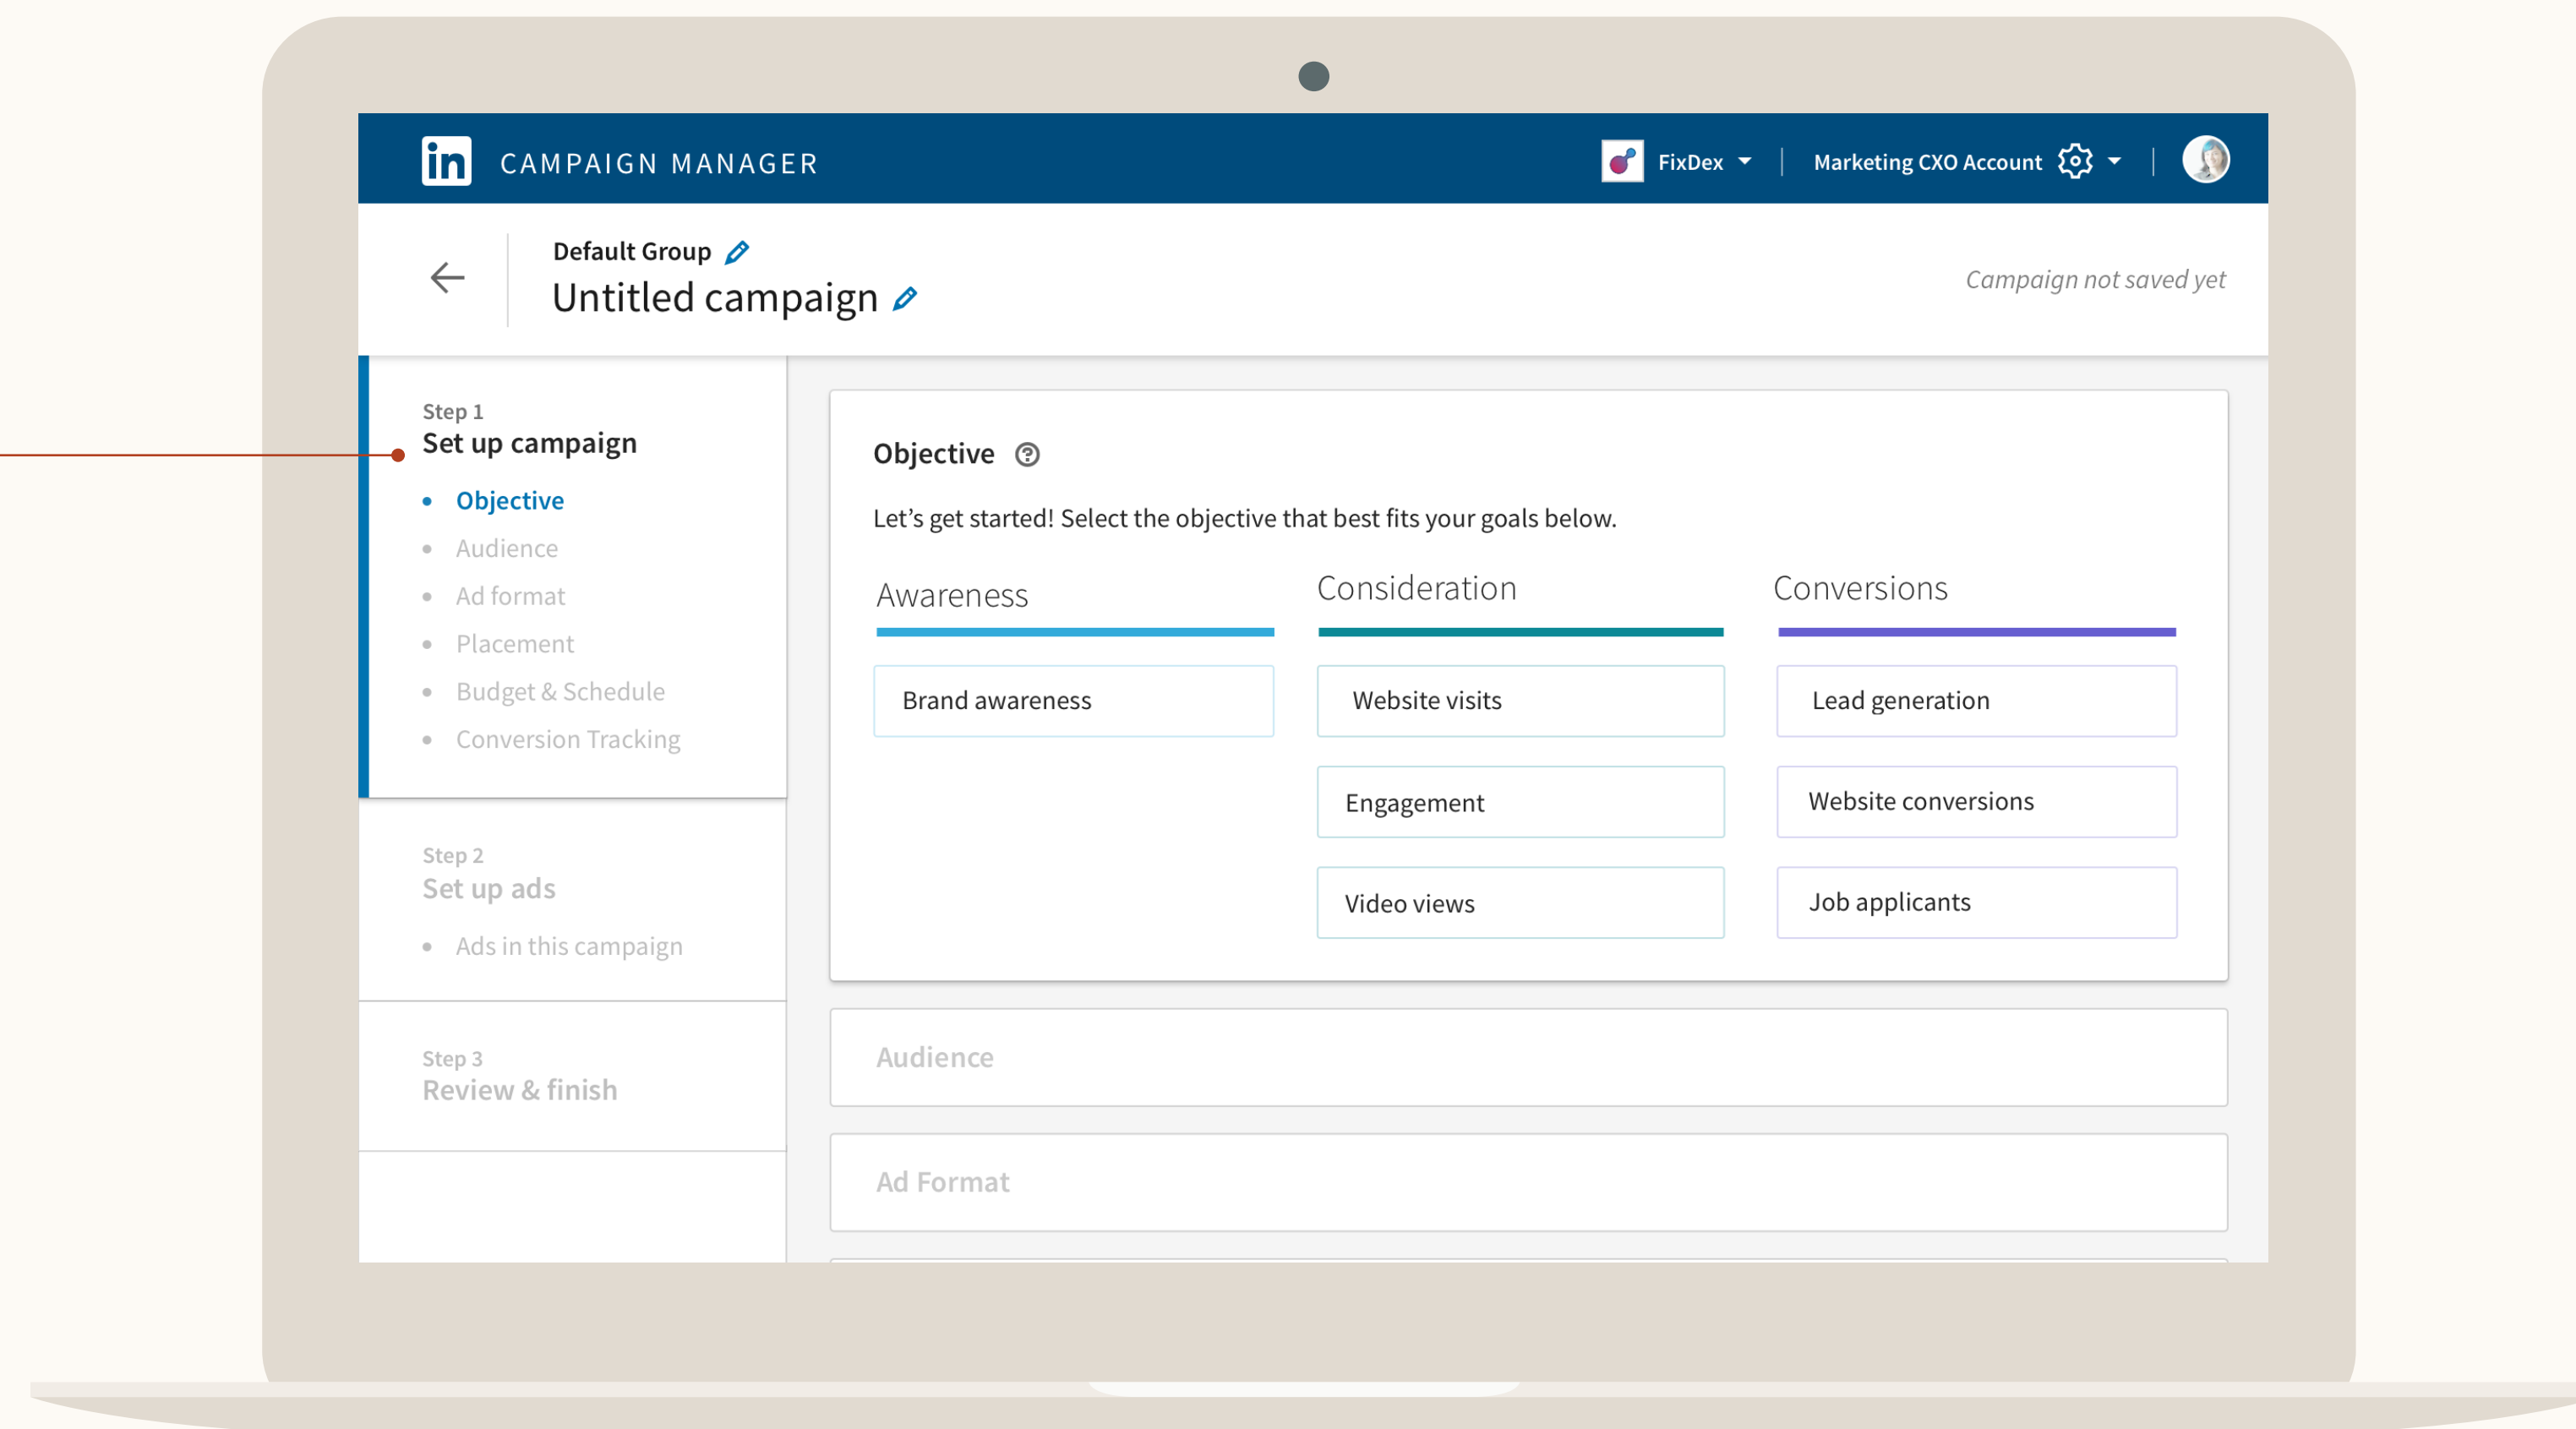 in CAMPAIGN MANAGER
FixDex
Marketing CXO Account
Default Group
Untitled campaign
Campaign not saved yet
Step 1
Set up campaign
Objective
Audience
Ad format
Placement
Budget & Schedule
Conversion Tracking
Step 2
Set up ads
Ads in this campaign
Step 3
Review & finish
Objective ?
Let’s get started! Select the objective that best fits your goals below.
Awareness
Brand awareness
Consideration
Website visits
Engagement
Video views
Conversions
Lead generation
Website conversions
Job applicants
Audience
Ad Format